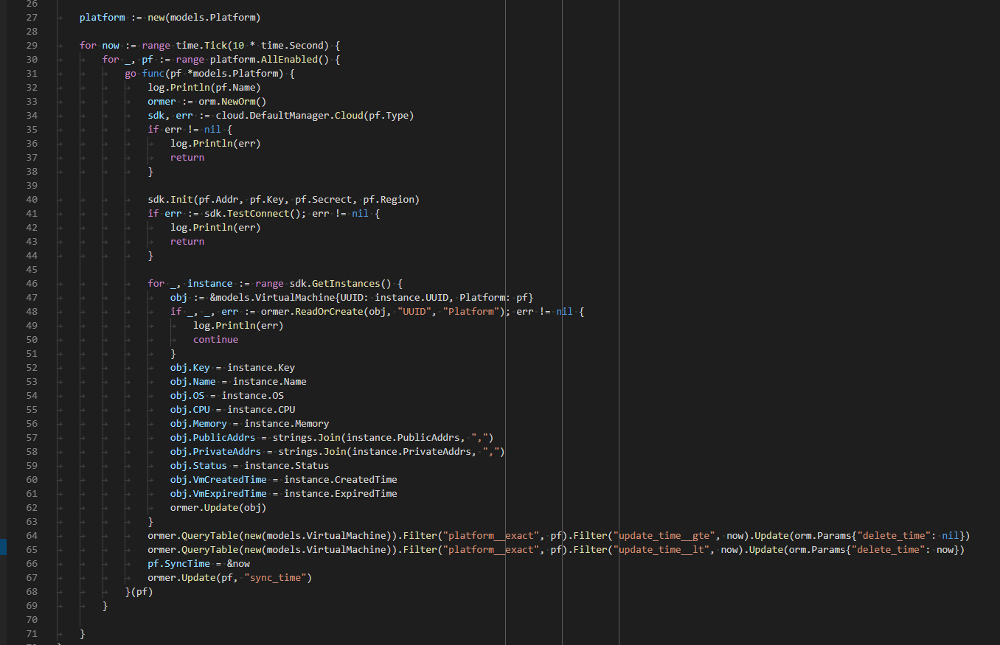 26
27 platform := new(models.Platform)
28
29 for now := range time.Tick(10 * time.Second) {
30 for _, pf := range platform.AllEnabled() {
31 go func(pf *models.Platform) {
32 log.Println(pf.Name)
33 ormer := orm.NewOrm()
34 sdk, err := cloud.DefaultManager.Cloud(pf.Type)
35 if err != nil {
36 log.Println(err)
37 return
38 }
39
40 sdk.Init(pf.Addr, pf.Key, pf.Secrect, pf.Region)
41 if err := sdk.TestConnect(); err != nil {
42 log.Println(err)
43 return
44 }
45
46 for _, instance := range sdk.GetInstances() {
47 obj := &models.VirtualMachine{UUID: instance.UUID, Platform: pf}
48 if _, _, err := ormer.ReadOrCreate(obj, "UUID", "Platform"); err != nil {
49 log.Println(err)
50 continue
51 }
52 obj.Key = instance.Key
53 obj.Name = instance.Name
54 obj.OS = instance.OS
55 obj.CPU = instance.CPU
56 obj.Memory = instance.Memory
57 obj.PublicAddrs = strings.Join(instance.PublicAddrs, ",")
58 obj.PrivateAddrs = strings.Join(instance.PrivateAddrs, ",")
59 obj.Status = instance.Status
60 obj.VmCreatedTime = instance.CreatedTime
61 obj.VmExpiredTime = instance.ExpiredTime
62 ormer.Update(obj)
63 }
64 ormer.QueryTable(new(models.VirtualMachine)).Filter("platform__exact", pf).Filter("update_time__gte", now).Update(orm.Params{"delete_time": nil})
65 ormer.QueryTable(new(models.VirtualMachine)).Filter("platform__exact", pf).Filter("update_time__lt", now).Update(orm.Params{"delete_time": now})
66 pf.SyncTime = &now
67 ormer.Update(pf, "sync_time")
68 }(pf)
69 }
70
71 }